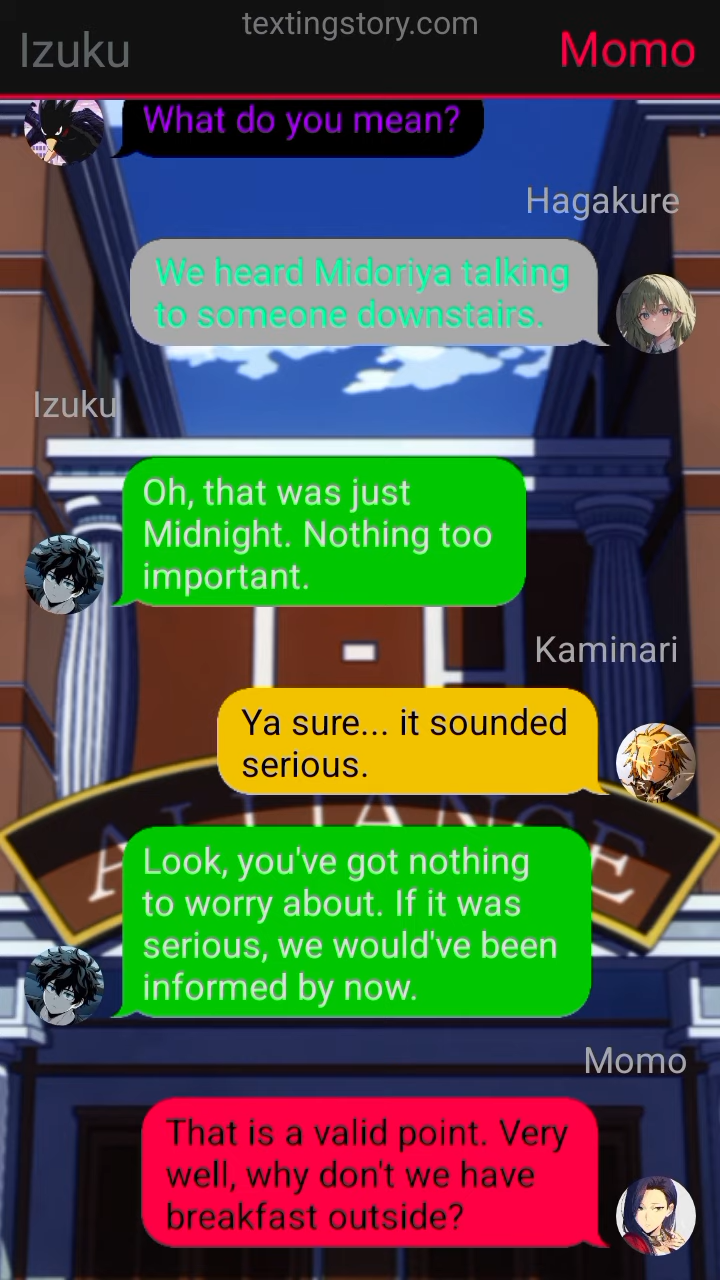 textingstory.com
Izuku
Momo
What do you mean?
Hagakure
We heard Midoriya talking
to someone downstairs.
Izuku
Oh, that was just
Midnight. Nothing too
important.
Kaminari
Ya sure... it sounded
serious.
ALLIANCE
Look, you've got nothing
to worry about. If it was
serious, we would've been
informed by now.
Momo
That is a valid point. Very
well, why don't we have
breakfast outside?